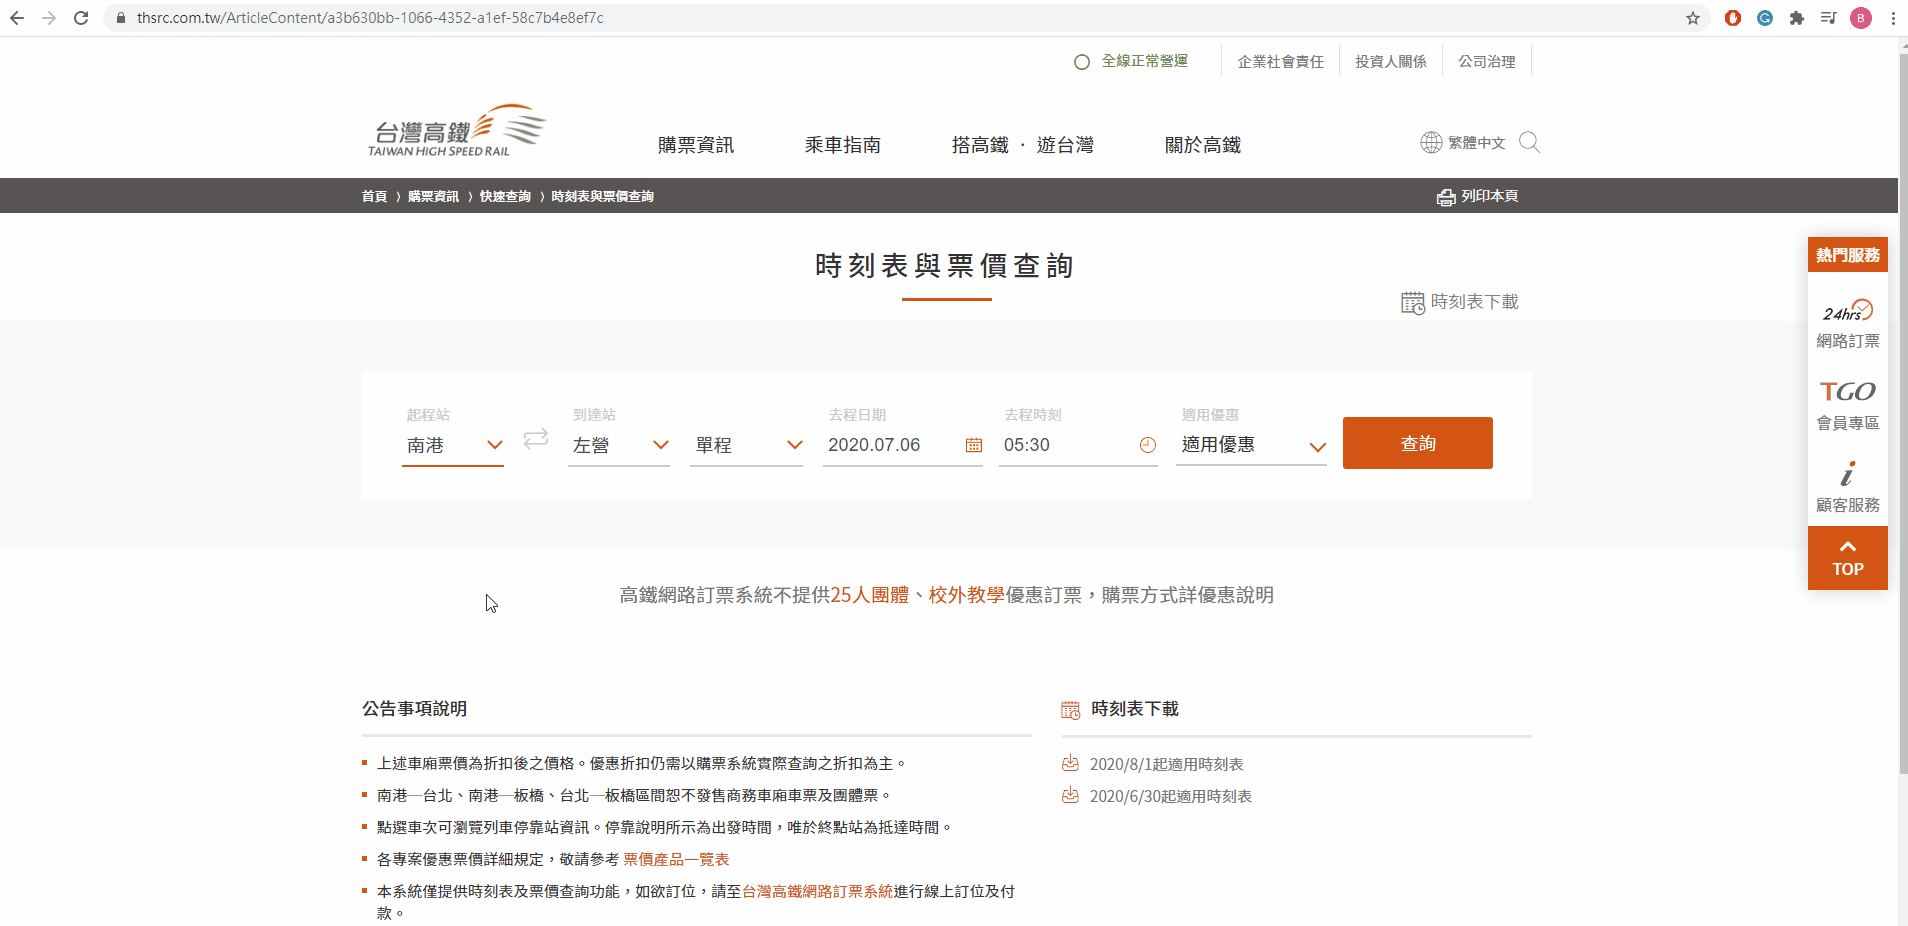 thsrc.com.tw/ArticleContent/a3b630bb-1066-4352-a1ef-58c7b4e8ef7c
B
全線正常營運
企業社會責任
投資人關係
公司治理
台灣高鐵
TAIWAN HIGH SPEED RAIL
購票資訊
乘車指南
搭高鐵 · 遊台灣
關於高鐵
繁體中文
首頁 〉 購票資訊 〉 快速查詢 〉 時刻表與票價查詢
列印本頁
時刻表與票價查詢
時刻表下載
熱門服務
24hrs
網路訂票
TGO
會員專區
i
顧客服務
TOP
起程站
到達站
去程日期
去程時刻
適用優惠
南港
左營
單程
2020.07.06
05:30
適用優惠
查詢
高鐵網路訂票系統不提供25人團體、校外教學優惠訂票，購票方式詳優惠說明
公告事項說明
上述車廂票價為折扣後之價格。優惠折扣仍需以購票系統實際查詢之折扣為主。
南港─台北、南港─板橋、台北─板橋區間恕不發售商務車廂車票及團體票。
點選車次可瀏覽列車停靠站資訊。停靠說明所示為出發時間，唯於終點站為抵達時間。
各專案優惠票價詳細規定，敬請參考 票價產品一覽表
本系統僅提供時刻表及票價查詢功能，如欲訂位，請至台灣高鐵網路訂票系統進行線上訂位及付
款。
時刻表下載
2020/8/1起適用時刻表
2020/6/30起適用時刻表